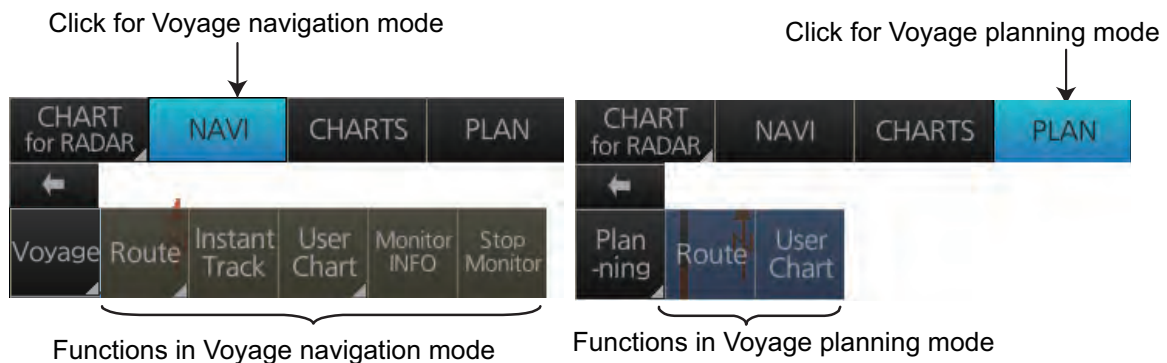 Click for Voyage navigation mode
Click for Voyage planning mode
CHART
for RADAR
NAVI
CHARTS
PLAN
Voyage
Route
Instant
Track
User
Chart
Monitor
INFO
Stop
Monitor
Functions in Voyage navigation mode
CHART
for RADAR
NAVI
CHARTS
PLAN
Plan
-ning
Route
User
Chart
Functions in Voyage planning mode